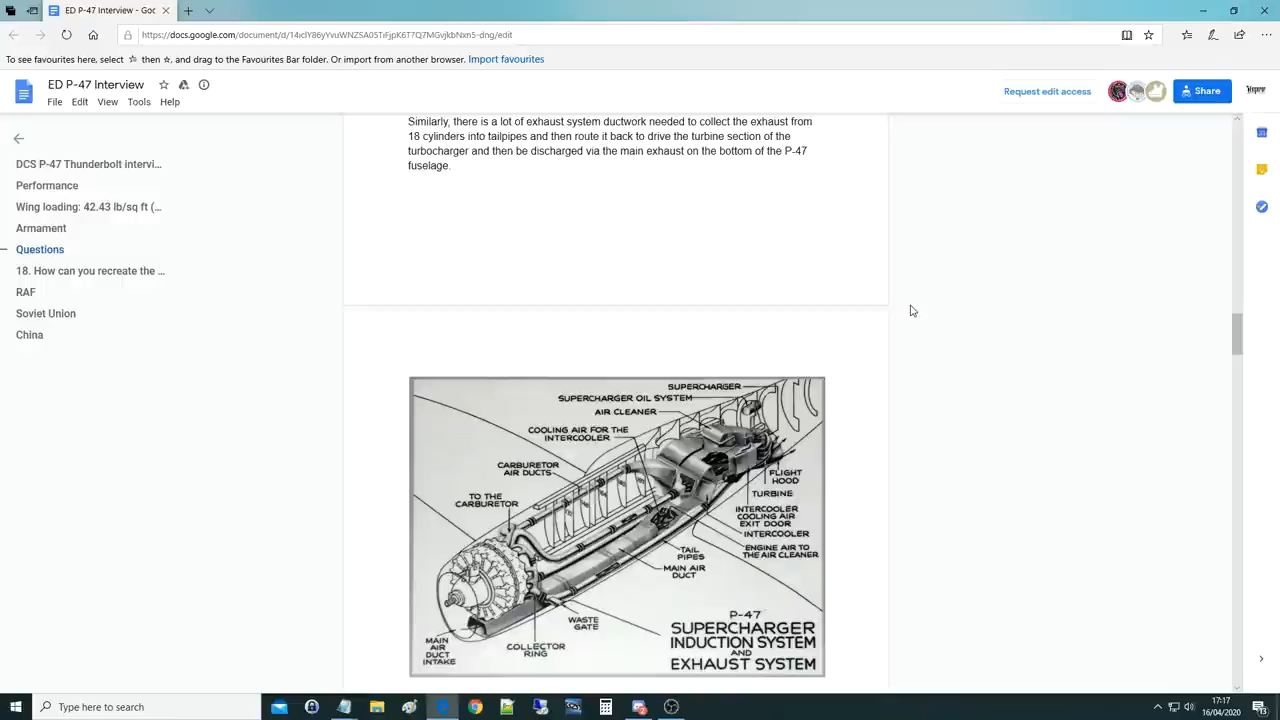 ED P-47 Interview - Goo
https://docs.google.com/document/d/14iclY86yYvuWNZSA05TiFjpK6T7Q7MGvjkbNxn5-dng/edit
To see favourites here, select ☆ then ☆, and drag to the Favourites Bar folder. Or import from another browser. Import favourites
ED P-47 Interview
File Edit View Tools Help
Request edit access
Share
DCS P-47 Thunderbolt intervi...
Performance
Wing loading: 42.43 lb/sq ft (...
Armament
Questions
18. How can you recreate the ...
RAF
Soviet Union
China
Similarly, there is a lot of exhaust system ductwork needed to collect the exhaust from
18 cylinders into tailpipes and then route it back to drive the turbine section of the
turbocharger and then be discharged via the main exhaust on the bottom of the P-47
fuselage.
SUPERCHARGER
SUPERCHARGER OIL SYSTEM
AIR CLEANER
COOLING AIR FOR THE
INTERCOOLER
CARBURETOR
AIR DUCTS
TO THE
CARBURETOR
FLIGHT
HOOD
TURBINE
INTERCOOLER
COOLING AIR
EXIT DOOR
INTERCOOLER
ENGINE AIR TO
THE AIR CLEANER
TAIL
PIPES
MAIN AIR
DUCT
WASTE
GATE
COLLECTOR
RING
MAIN
AIR
DUCT
INTAKE
P-47
SUPERCHARGER
INDUCTION SYSTEM
AND
EXHAUST SYSTEM
Type here to search
17:17
16/04/2020